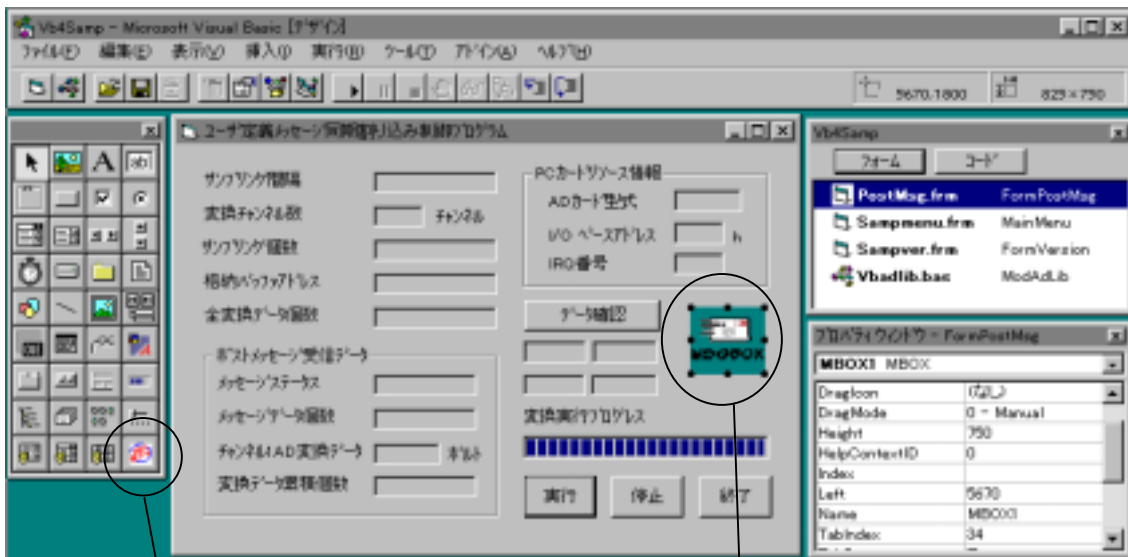 Vb4Samp - Microsoft Visual Basic [デザイン]
ファイル(F) 編集(E) 表示(V) 挿入(I) 実行(R) ツール(T) アドイン(A) ヘルプ(H)
5670,1800 825 × 790
A ab|
ユーザ定義メッセージ同期割り込み制御プログラム
サンプリング間隔
変換チャンネル数 チャンネル
サンプリング個数
格納バッファアドレス
全変換データ個数
ポストメッセージ受信データ
メッセージステータス
メッセージデータ個数
チャンネル1AD変換データ ボルト
変換データ累積個数
PCカードリソース情報
ADカード型式
I/O ベースアドレス h
IRQ番号
データ確認
MSGBOX
変換実行プログレス
実行 停止 終了
Vb4Samp
フォーム コード
PostMsg.frm FormPostMsg
Sampmenu.frm MainMenu
Sampver.frm FormVersion
Vbadlib.bas ModAdLib
プロパティウィンドウ - FormPostMsg
MBOX1 MBOX
DragIcon (なし)
DragMode 0 - Manual
Height 790
HelpContextID 0
Index
Left 5670
Name MBOX1
TabIndex 34